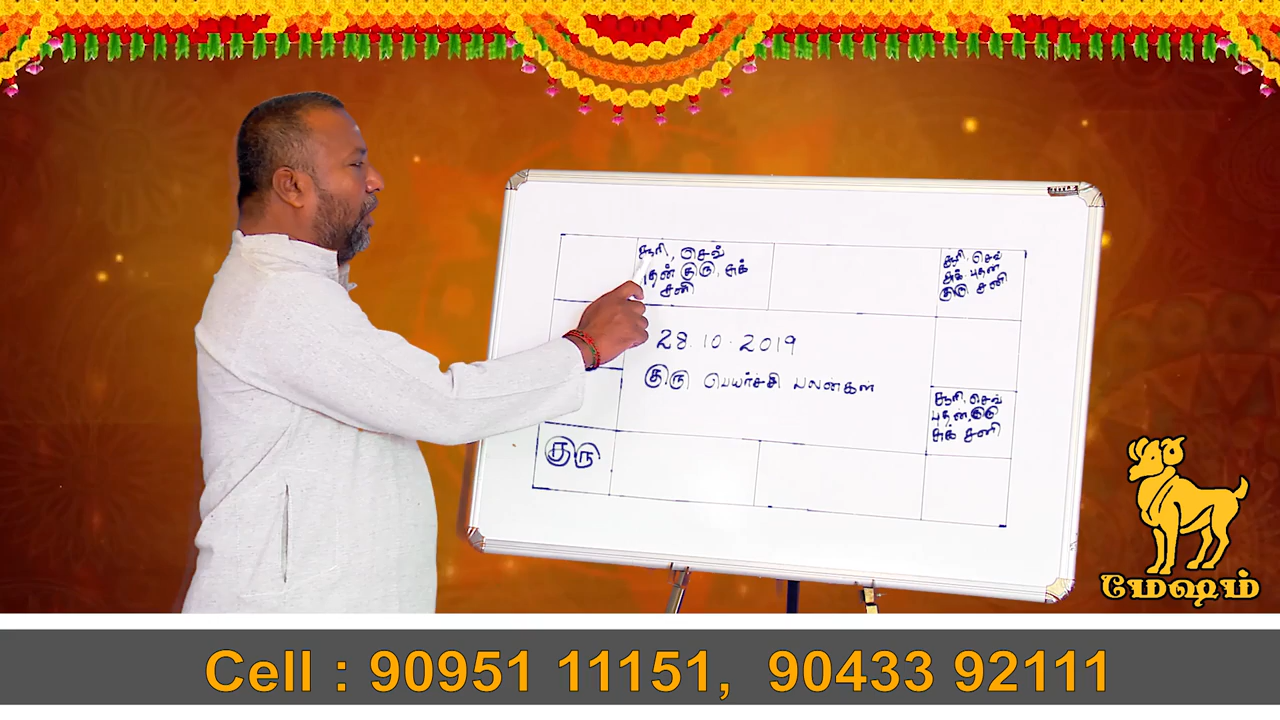 சூரி, செவ்
புதன் குரு, சுக்
சனி
சூரி. செவ்
சுக். புதன்
குரு சனி
28.10.2019
குரு பெயர்ச்சி பலன்கள்
சூரி, செவ்
புதன், குரு
சுக் சனி
குரு
மேஷம்
Cell : 90951 11151, 90433 92111